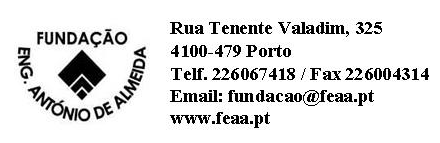 FUNDAÇÃO
ENG. ANTÓNIO DE ALMEIDA
Rua Tenente Valadim, 325
4100-479 Porto
Telf. 226067418 / Fax 226004314
Email: fundacao@feaa.pt
www.feaa.pt